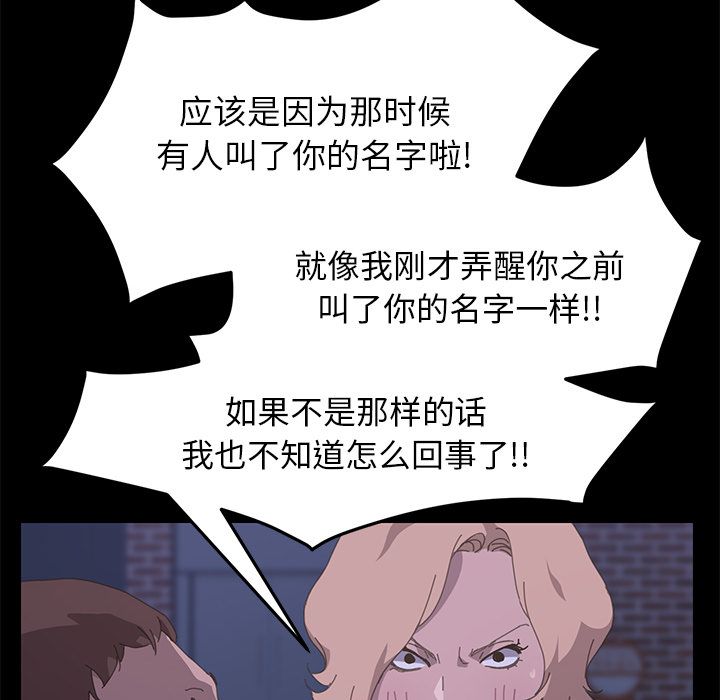 应该是因为那时候
有人叫了你的名字啦!
就像我刚才弄醒你之前
叫了你的名字一样!!
如果不是那样的话
我也不知道怎么回事了!!